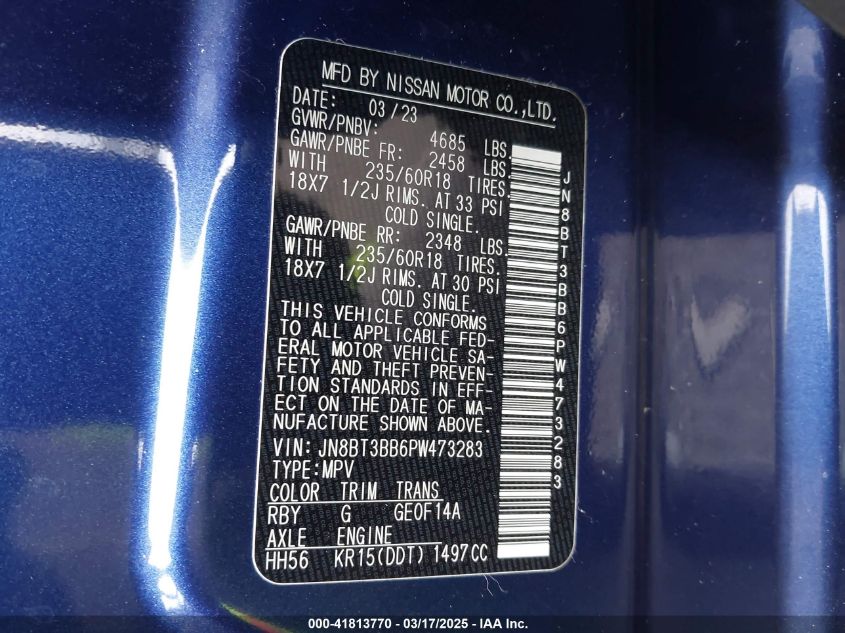 MFD BY NISSAN MOTOR CO.,LTD.
DATE: 03/23
GVWR/PNBV: 4685 LBS.
GAWR/PNBE FR: 2458 LBS.
WITH 235/60R18 TIRES.
18X7 1/2J RIMS. AT 33 PSI
COLD SINGLE.
GAWR/PNBE RR: 2348 LBS.
WITH 235/60R18 TIRES.
18X7 1/2J RIMS. AT 30 PSI
COLD SINGLE.
THIS VEHICLE CONFORMS
TO ALL APPLICABLE FED-
ERAL MOTOR VEHICLE SA-
FETY AND THEFT PREVEN-
TION STANDARDS IN EFF-
ECT ON THE DATE OF MA-
NUFACTURE SHOWN ABOVE.
VIN: JN8BT3BB6PW473283
TYPE:MPV
COLOR TRIM TRANS
RBY G GE0F14A
AXLE ENGINE
HH56 KR15(DDT) 1497CC
JN8BT3BB6PW473283
000-41813770 - 03/17/2025 - IAA Inc.